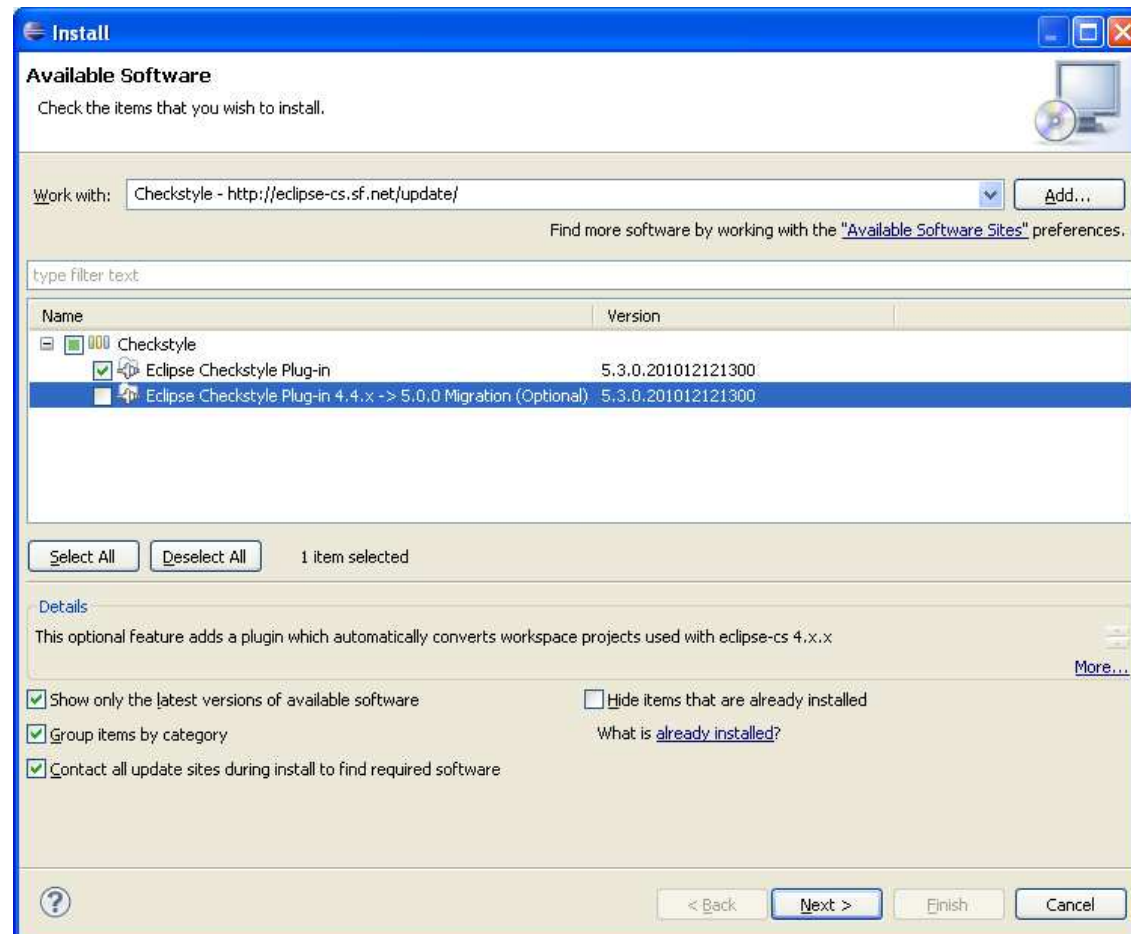 Install
Available Software
Check the items that you wish to install.
Work with: Checkstyle - http://eclipse-cs.sf.net/update/ Add...
Find more software by working with the "Available Software Sites" preferences.
type filter text
Name Version
Checkstyle
Eclipse Checkstyle Plug-in 5.3.0.201012121300
Eclipse Checkstyle Plug-in 4.4.x -> 5.0.0 Migration (Optional) 5.3.0.201012121300
Select All Deselect All 1 item selected
Details
This optional feature adds a plugin which automatically converts workspace projects used with eclipse-cs 4.x.x
More...
Show only the latest versions of available software Hide items that are already installed
Group items by category What is already installed?
Contact all update sites during install to find required software
? < Back Next > Finish Cancel